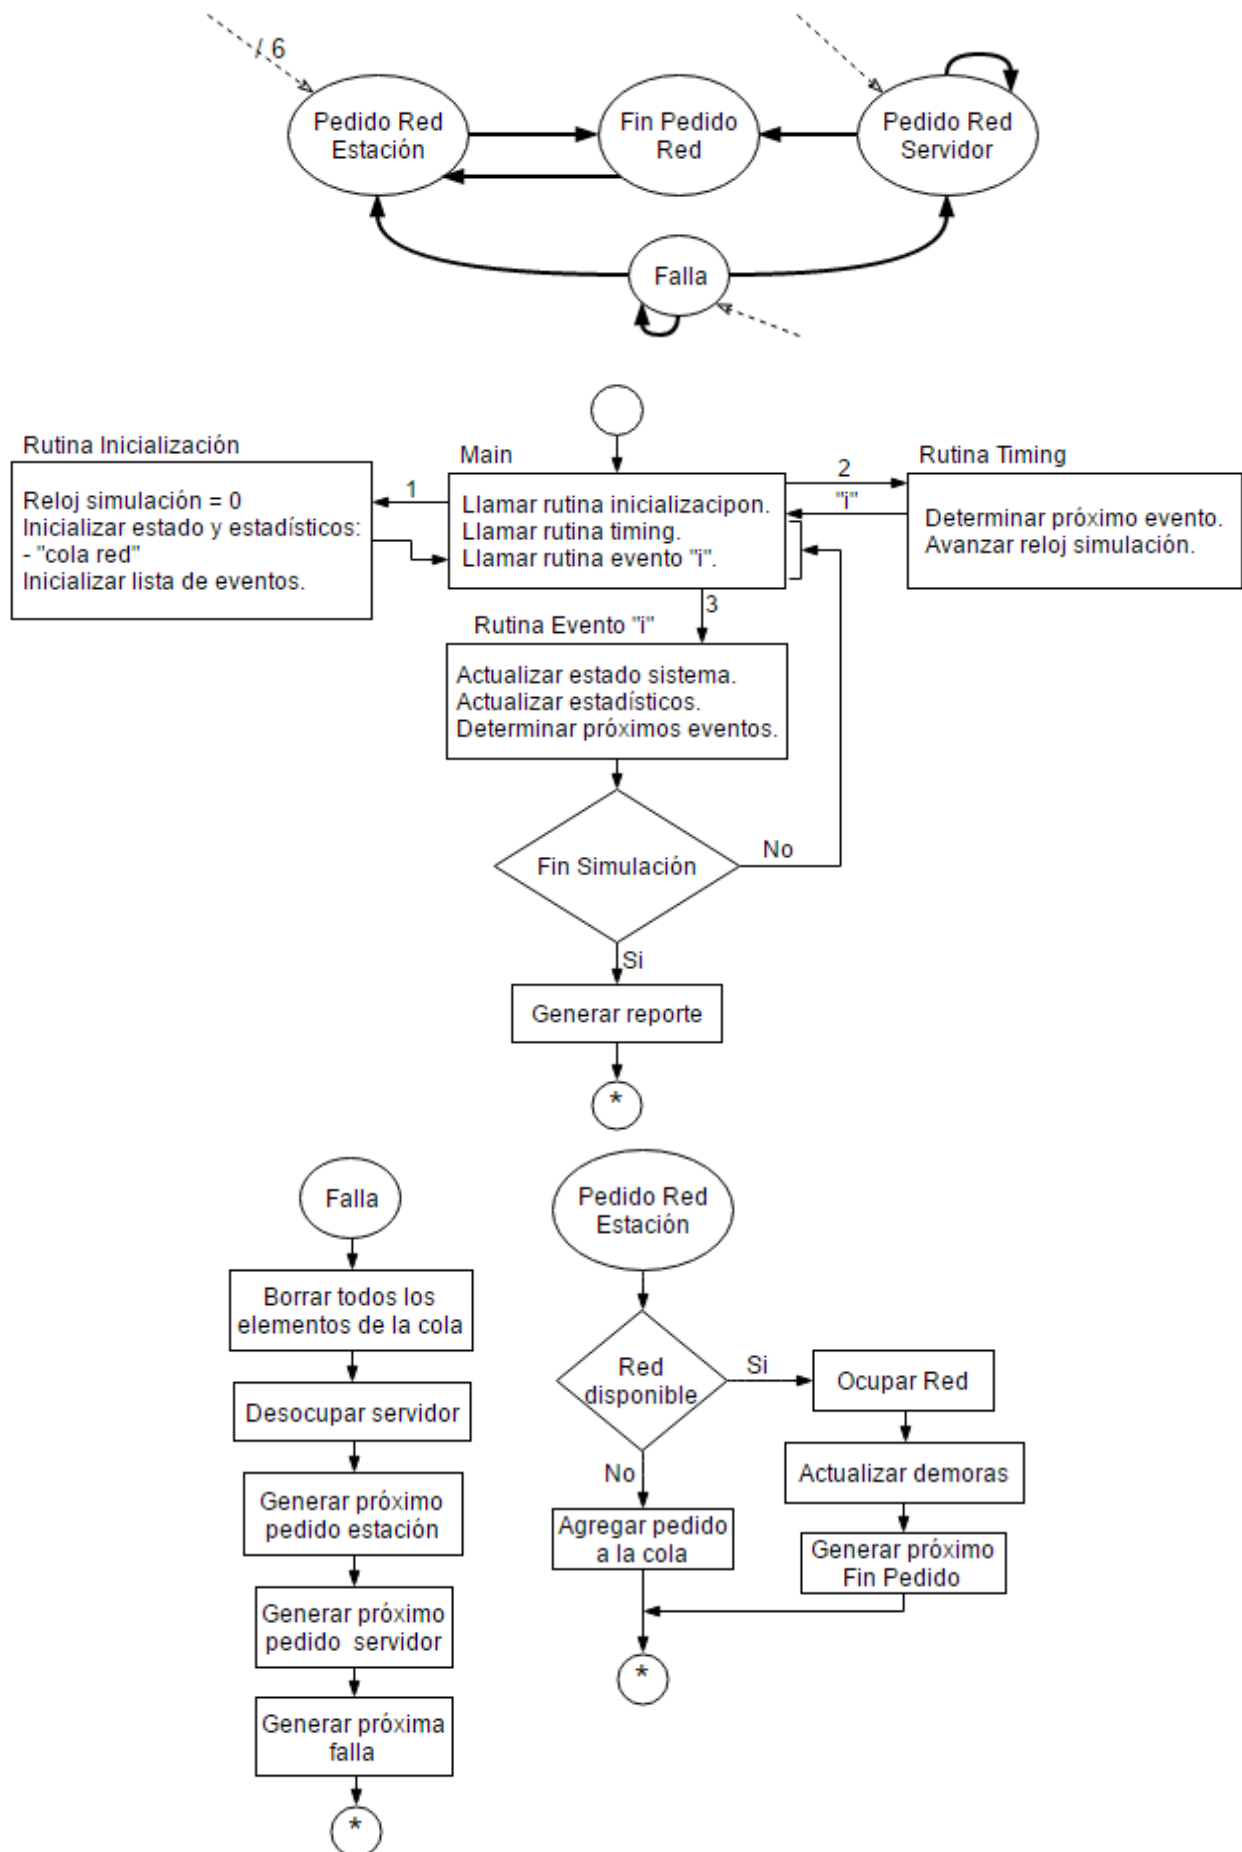 / 6
Pedido Red
Estación
Fin Pedido
Red
Pedido Red
Servidor
Falla
Rutina Inicialización
Reloj simulación = 0
Inicializar estado y estadísticos:
- "cola red"
Inicializar lista de eventos.
1
Main
Llamar rutina inicializacipon.
Llamar rutina timing.
Llamar rutina evento "i".
2
"i"
Rutina Timing
Determinar próximo evento.
Avanzar reloj simulación.
3
Rutina Evento "i"
Actualizar estado sistema.
Actualizar estadísticos.
Determinar próximos eventos.
Fin Simulación
No
Si
Generar reporte
*
Falla
Borrar todos los
elementos de la cola
Desocupar servidor
Generar próximo
pedido estación
Generar próximo
pedido servidor
Generar próxima
falla
*
Pedido Red
Estación
Red
disponible
Si
Ocupar Red
Actualizar demoras
Generar próximo
Fin Pedido
No
Agregar pedido
a la cola
*